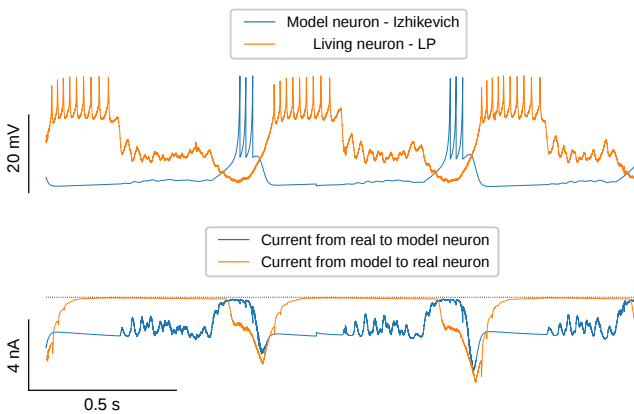 Model neuron - Izhikevich
Living neuron - LP
20 mV
Current from real to model neuron
Current from model to real neuron
4 nA
0.5 s